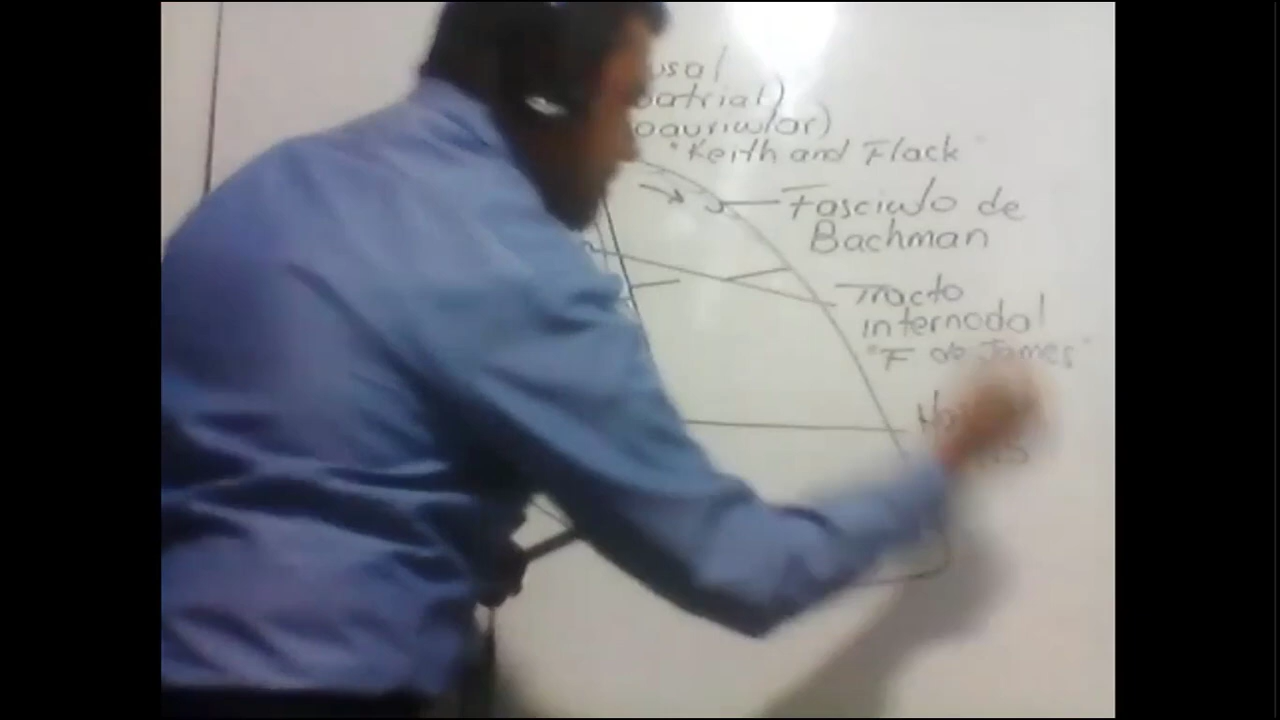 usal
oatrial)
oauricular)
"Keith and Flack"
Fasciculo de
Bachman
Tracto
internodal
"F de James"